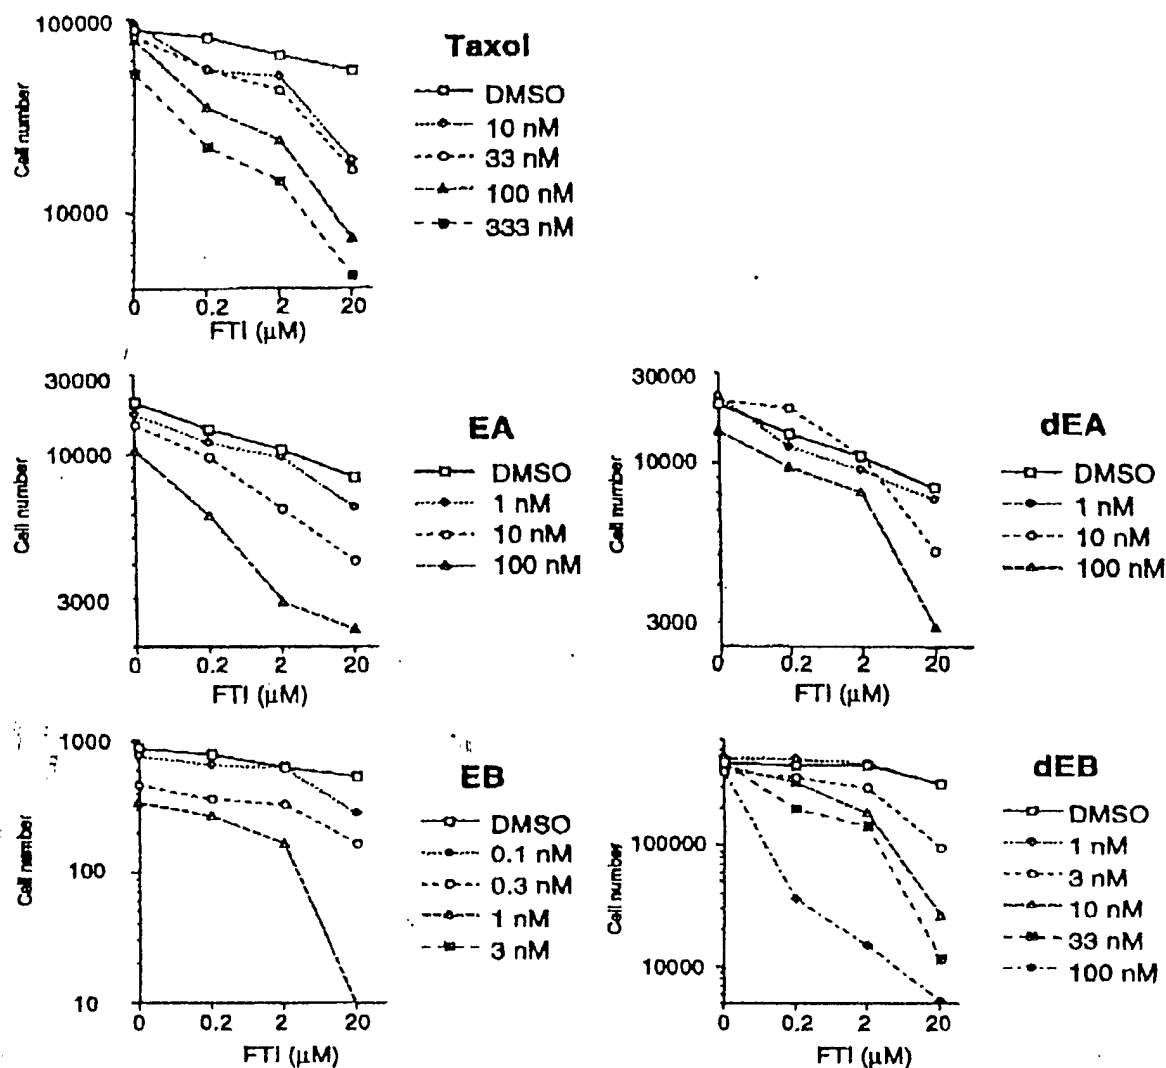 Taxol
100000
10000
Cell number
0 0.2 2 20
FTI (µM)
DMSO
10 nM
33 nM
100 nM
333 nM
EA
30000
10000
3000
Cell number
0 0.2 2 20
FTI (µM)
DMSO
1 nM
10 nM
100 nM
dEA
30000
10000
3000
Cell number
0 0.2 2 20
FTI (µM)
DMSO
1 nM
10 nM
100 nM
EB
1000
100
10
Cell number
0 0.2 2 20
FTI (µM)
DMSO
0.1 nM
0.3 nM
1 nM
3 nM
dEB
100000
10000
Cell number
0 0.2 2 20
FTI (µM)
DMSO
1 nM
3 nM
10 nM
33 nM
100 nM